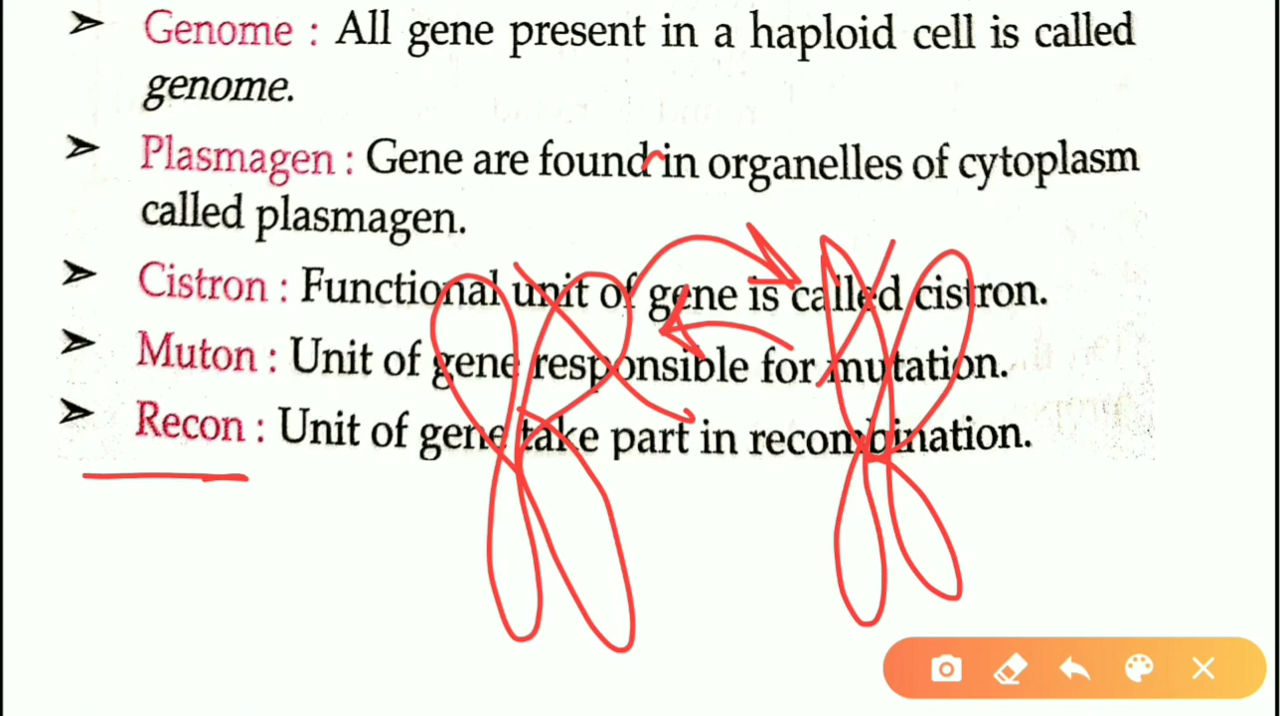 ➤ Genome : All gene present in a haploid cell is called
genome.
➤ Plasmagen : Gene are found in organelles of cytoplasm
called plasmagen.
➤ Cistron : Functional unit of gene is called cistron.
➤ Muton : Unit of gene responsible for mutation.
➤ Recon : Unit of gene take part in recombination.